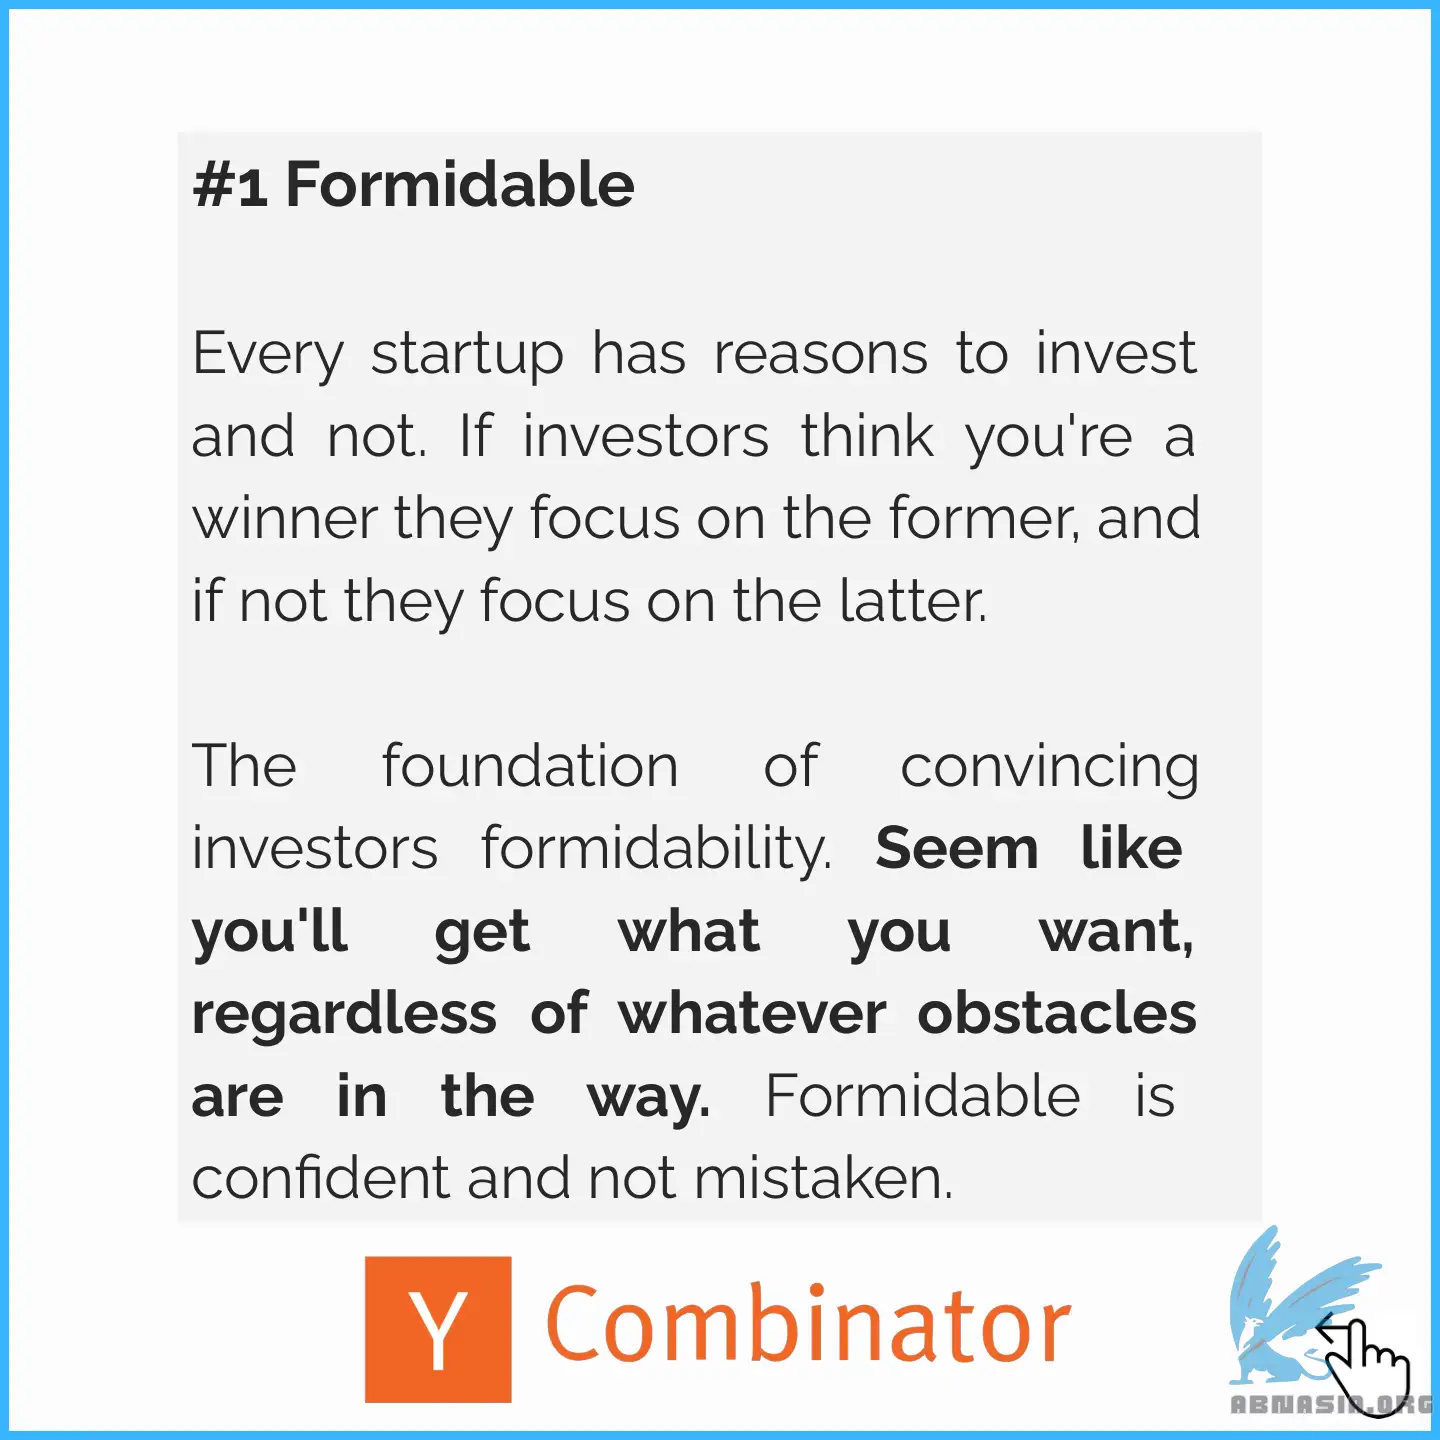 #1 Formidable
Every startup has reasons to invest
and not. If investors think you're a
winner they focus on the former, and
if not they focus on the latter.
The foundation of convincing
investors formidability. Seem like
you'll get what you want,
regardless of whatever obstacles
are in the way. Formidable is
confident and not mistaken.
Y Combinator
ABNASIA.ORG